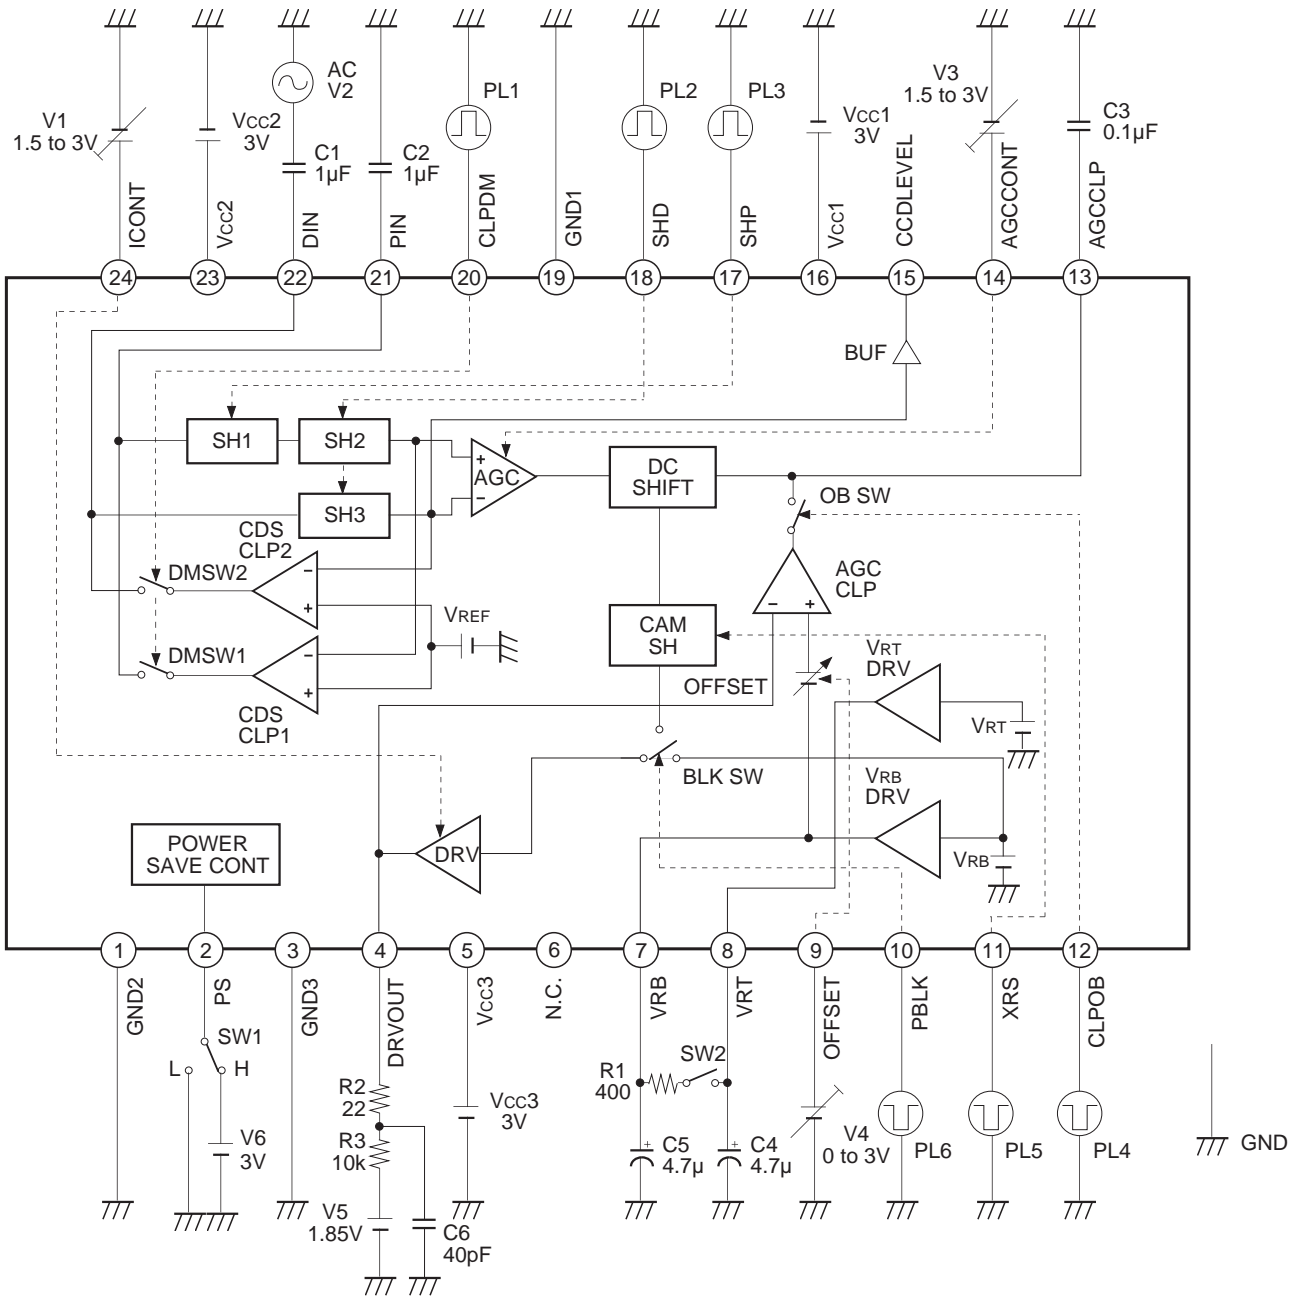 V1
1.5 to 3V
VCC2
3V
AC
V2
C1
1µF
C2
1µF
PL1
PL2
PL3
VCC1
3V
V3
1.5 to 3V
C3
0.1µF
ICONT
VCC2
DIN
PIN
CLPDM
GND1
SHD
SHP
VCC1
CCDLEVEL
AGCCONT
AGCCLP
24
23
22
21
20
19
18
17
16
15
14
13
BUF
SH1
SH2
SH3
+
AGC
−
DC
SHIFT
OB SW
CDS
CLP2
DMSW2
−
+
AGC
CLP
−
+
VREF
CAM
SH
DMSW1
−
+
CDS
CLP1
OFFSET
VRT
DRV
VRT
BLK SW
VRB
DRV
VRB
POWER
SAVE CONT
DRV
1
2
3
4
5
6
7
8
9
10
11
12
GND2
PS
GND3
DRVOUT
VCC3
N.C.
VRB
VRT
OFFSET
PBLK
XRS
CLPOB
SW1
L
H
V6
3V
R2
22
R3
10k
V5
1.85V
C6
40pF
VCC3
3V
R1
400
SW2
+
C5
4.7µ
+
C4
4.7µ
V4
0 to 3V
PL6
PL5
PL4
GND